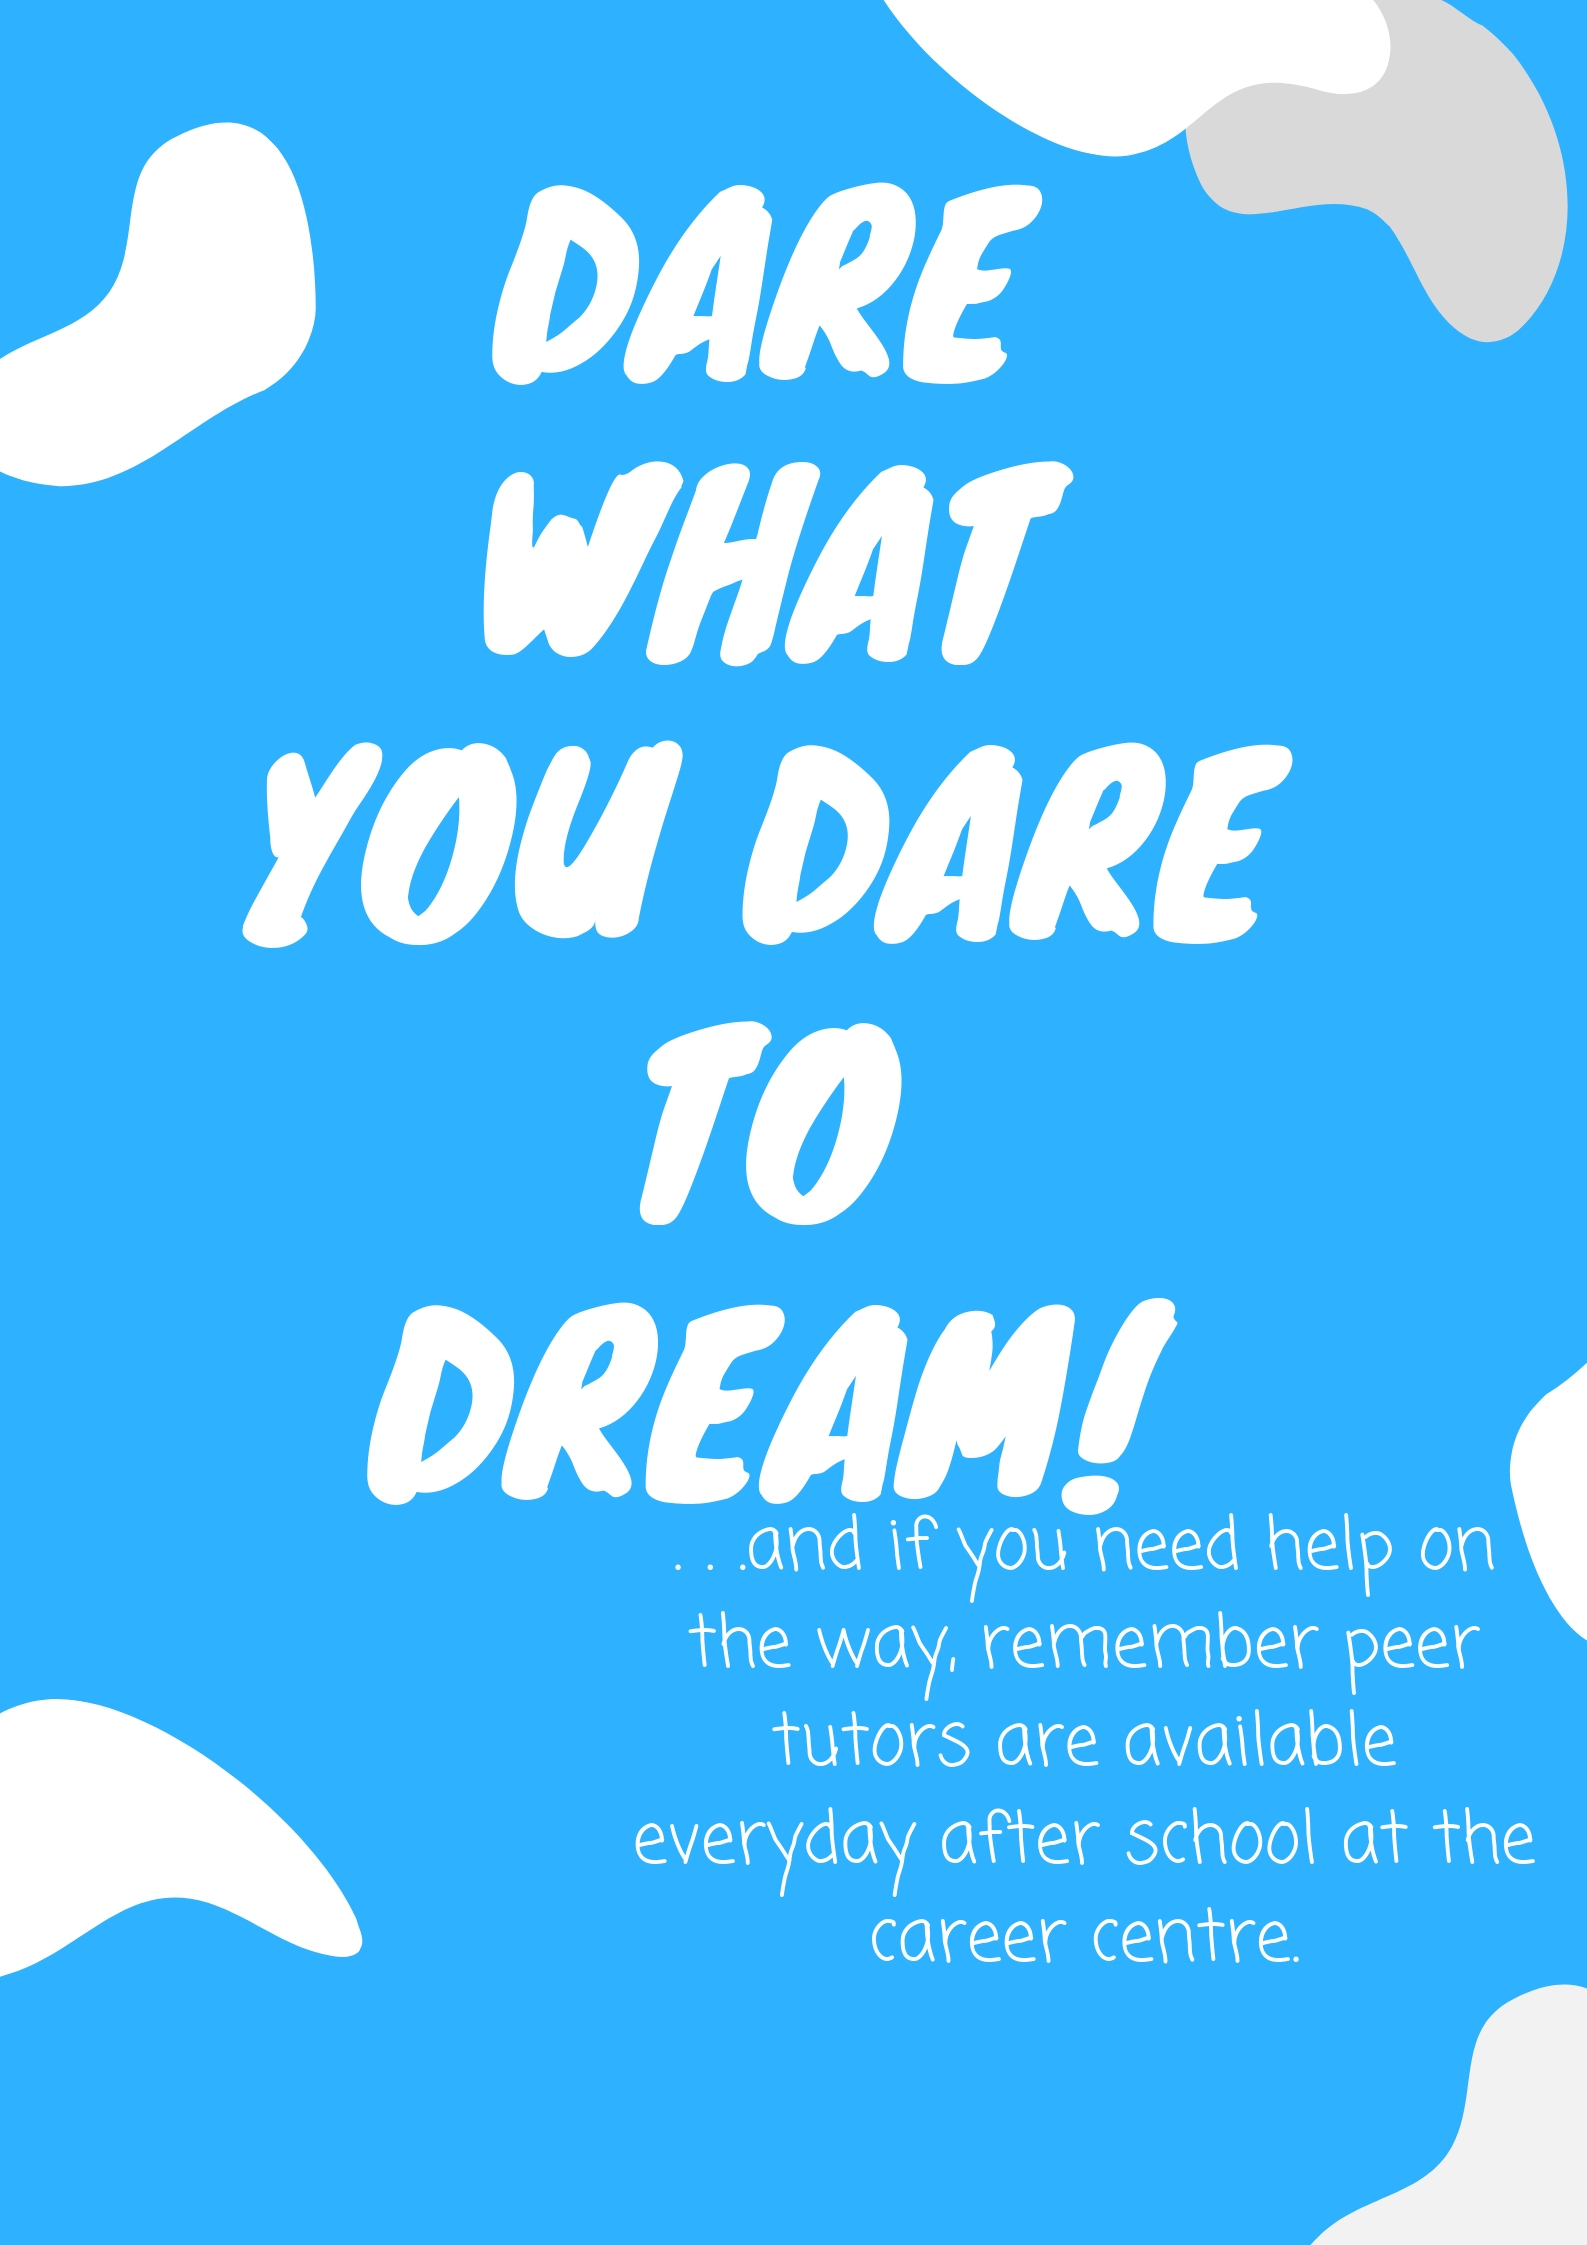 DARE
WHAT
YOU DARE
TO
DREAM!
. . .and if you need help on
the way, remember peer
tutors are available
everyday after school at the
career centre.